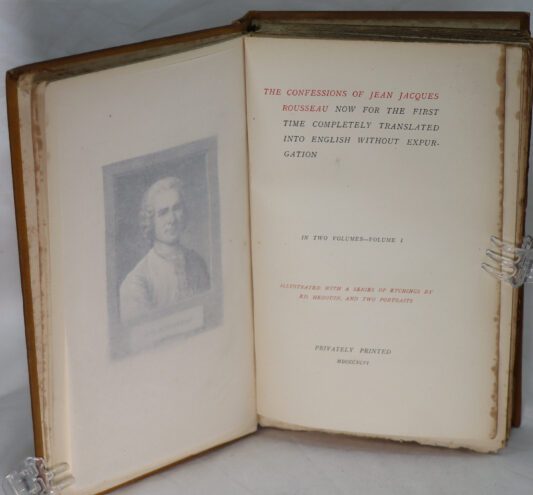 THE CONFESSIONS OF JEAN JACQUES
ROUSSEAU NOW FOR THE FIRST
TIME COMPLETELY TRANSLATED
INTO ENGLISH WITHOUT EXPUR-
GATION
IN TWO VOLUMES—VOLUME I
ILLUSTRATED WITH A SERIES OF ETCHINGS BY
ED. HEDOUIN, AND TWO PORTRAITS
PRIVATELY PRINTED
MDCCCXCVI